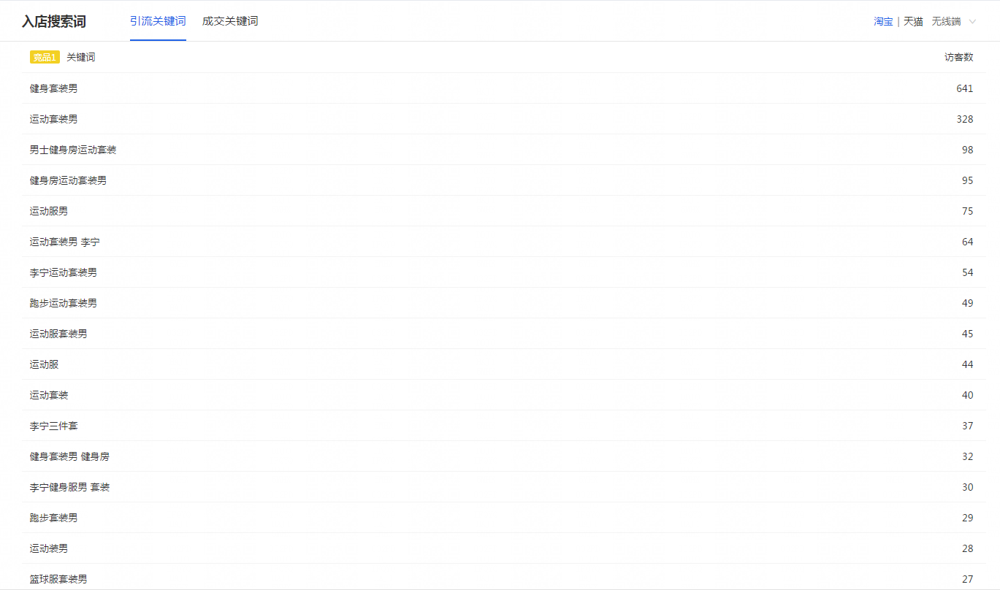 入店搜索词 引流关键词 成交关键词 淘宝 | 天猫 无线端
竞品1 关键词 访客数
健身套装男 641
运动套装男 328
男士健身房运动套装 98
健身房运动套装男 95
运动服男 75
运动套装男 李宁 64
李宁运动套装男 54
跑步运动套装男 49
运动服套装男 45
运动服 44
运动套装 40
李宁三件套 37
健身套装男 健身房 32
李宁健身服男 套装 30
跑步套装男 29
运动装男 28
篮球服套装男 27